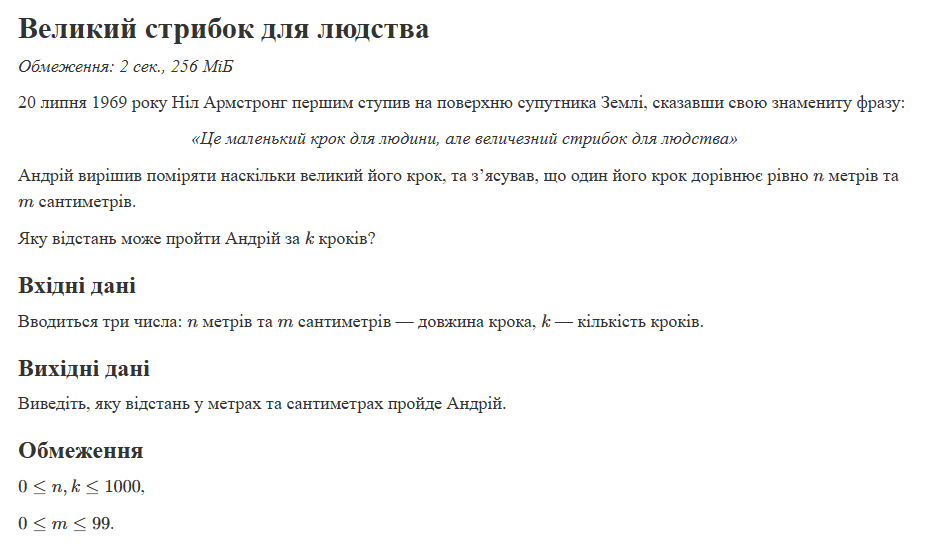 Великий стрибок для людства
Обмеження: 2 сек., 256 МіБ
20 липня 1969 року Ніл Армстронг першим ступив на поверхню супутника Землі, сказавши свою знамениту фразу:
«Це маленький крок для людини, але величезний стрибок для людства»
Андрій вирішив поміряти наскільки великий його крок, та з’ясував, що один його крок дорівнює рівно n метрів та
m сантиметрів.
Яку відстань може пройти Андрій за k кроків?
Вхідні дані
Вводиться три числа: n метрів та m сантиметрів — довжина крока, k — кількість кроків.
Вихідні дані
Виведіть, яку відстань у метрах та сантиметрах пройде Андрій.
Обмеження
0 ≤ n, k ≤ 1000,
0 ≤ m ≤ 99.